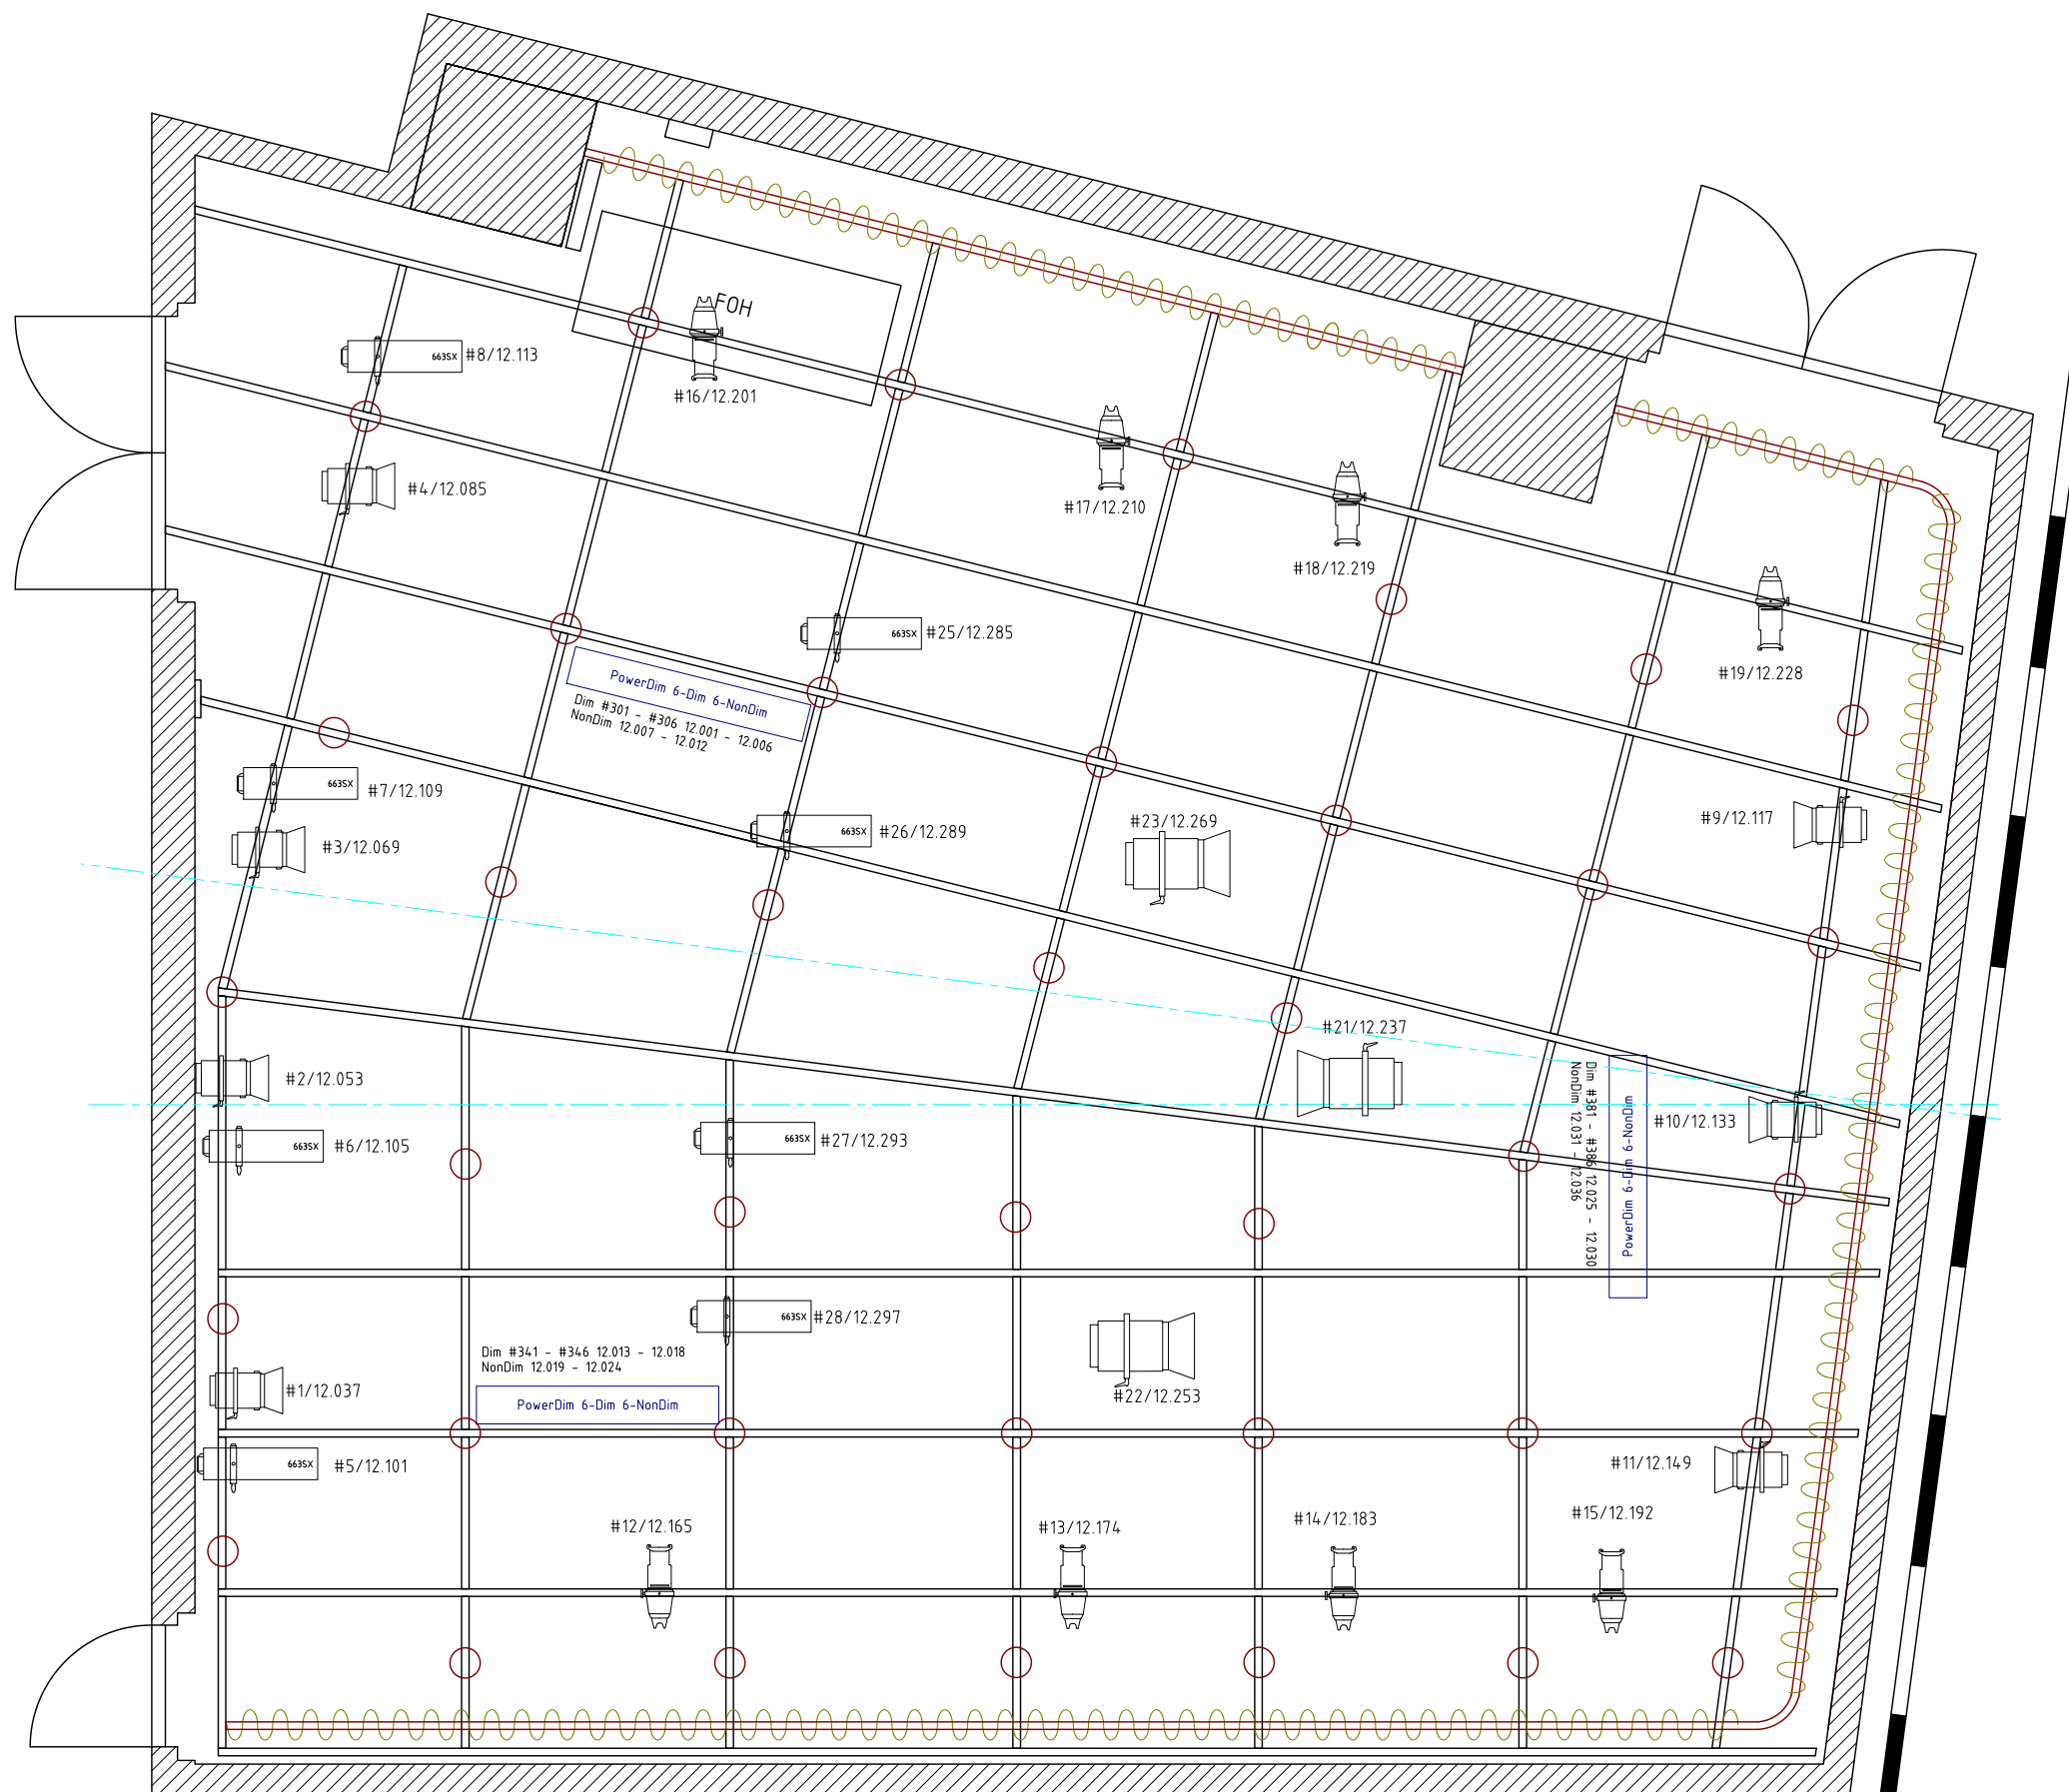 FOH
663SX
#8/12.113
#16/12.201
#4/12.085
#17/12.210
#18/12.219
663SX
#25/12.285
#19/12.228
PowerDim 6-Dim 6-NonDim
Dim #301 - #306 12.001 - 12.006
NonDim 12.007 - 12.012
663SX
#7/12.109
#3/12.069
663SX
#26/12.289
#23/12.269
#9/12.117
#21/12.237
#2/12.053
663SX
#6/12.105
663SX
#27/12.293
Dim #381 - #386 12.025 - 12.030
NonDim 12.031 - 12.036
PowerDim 6-Dim 6-NonDim
#10/12.133
663SX
#28/12.297
Dim #341 - #346 12.013 - 12.018
NonDim 12.019 - 12.024
PowerDim 6-Dim 6-NonDim
#1/12.037
#22/12.253
663SX
#5/12.101
#11/12.149
#12/12.165
#13/12.174
#14/12.183
#15/12.192